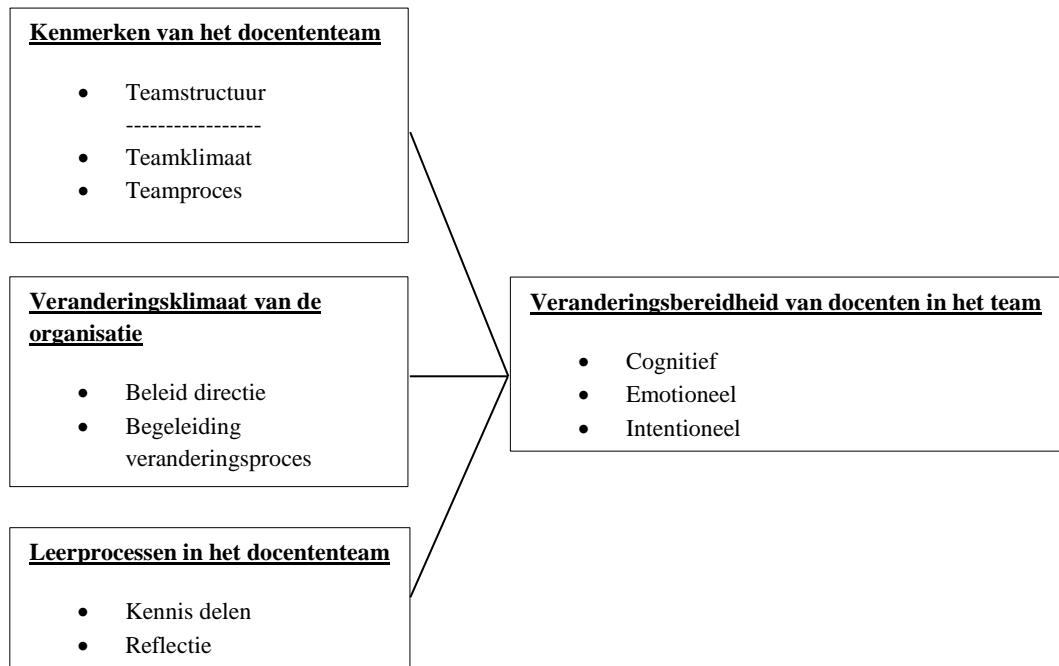 Kenmerken van het docententeam
• Teamstructuur
-----------------
• Teamklimaat
• Teamproces
Veranderingsklimaat van de
organisatie
• Beleid directie
• Begeleiding
veranderingsproces
Leerprocessen in het docententeam
• Kennis delen
• Reflectie
Veranderingsbereidheid van docenten in het team
• Cognitief
• Emotioneel
• Intentioneel